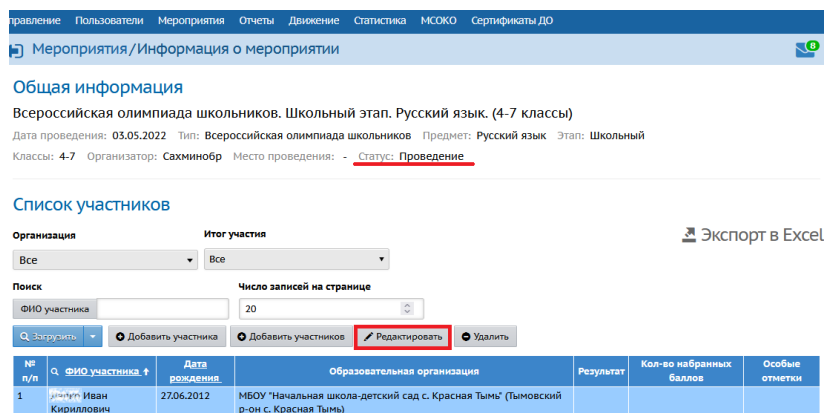 правление Пользователи Мероприятия Отчеты Движение Статистика МСОКО Сертификаты ДО
Мероприятия/Информация о мероприятии 8
Общая информация
Всероссийская олимпиада школьников. Школьный этап. Русский язык. (4-7 классы)
Дата проведения: 03.05.2022 Тип: Всероссийская олимпиада школьников Предмет: Русский язык Этап: Школьный
Классы: 4-7 Организатор: Сахминобр Место проведения: - Статус: Проведение
Список участников
Организация Итог участия
Экспорт в Excel
Все Все
Поиск Число записей на странице
ФИО участника 20
Загрузить Добавить участника Добавить участников Редактировать Удалить
№ п/п ФИО участника Дата рождения Образовательная организация Результат Кол-во набранных баллов Особые отметки
1 Иван 27.06.2012 МБОУ "Начальная школа-детский сад с. Красная Тымь" (Тымовский
Кириллович р-он с. Красная Тымь)